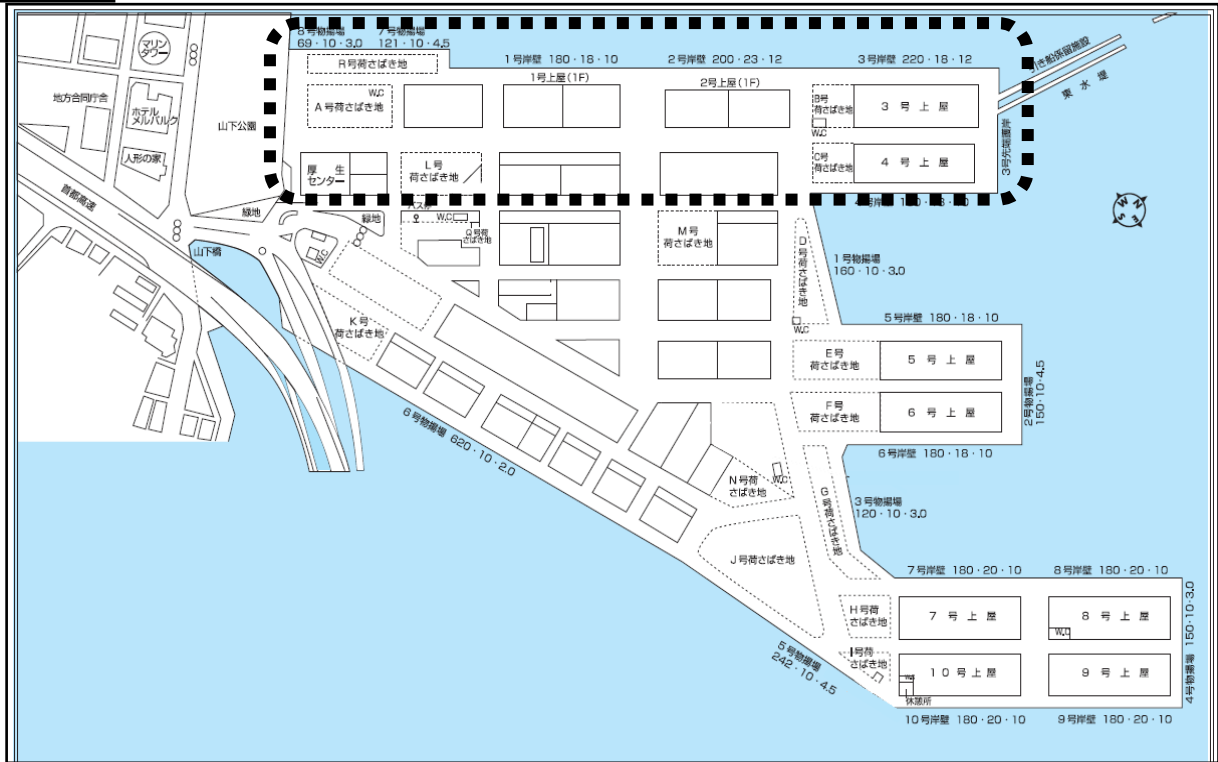 8号物揚場
69・10・3.0
7号物揚場
121・10・4.5
1号岸壁 180・18・10
2号岸壁 200・23・12
3号岸壁 220・18・12
引き船係留施設
東水堤
マリン
タワー
地方合同庁舎
ホテル
メルパルク
人形の家
山下公園
R号荷さばき地
W.C
A号荷さばき地
1号上屋(1F)
2号上屋(1F)
B号
荷さばき地
W.C
3号上屋
3号先端護岸
厚生
センター
L号
荷さばき地
C号
荷さばき地
4号上屋
首都高速
緑地
山下橋
緑地
バス停
W.C
Q号荷
さばき地
W.C
M号
荷さばき地
D号荷さばき地
W.C
1号物揚場
160・10・3.0
K号
荷さばき地
5号岸壁 180・18・10
E号
荷さばき地
5号上屋
F号
荷さばき地
6号上屋
2号物揚場
150・10・4.5
6号岸壁 180・18・10
6号物揚場 620・10・2.0
N号荷
さばき地
W.C
G号荷さばき地
3号物揚場
120・10・3.0
J号荷さばき地
7号岸壁 180・20・10
8号岸壁 180・20・10
H号荷
さばき地
7号上屋
8号上屋
W.C
4号物揚場 150・10・3.0
5号物揚場
242・10・4.5
I号荷
さばき地
10号上屋
9号上屋
休憩所
10号岸壁 180・20・10
9号岸壁 180・20・10
N
E
S
W